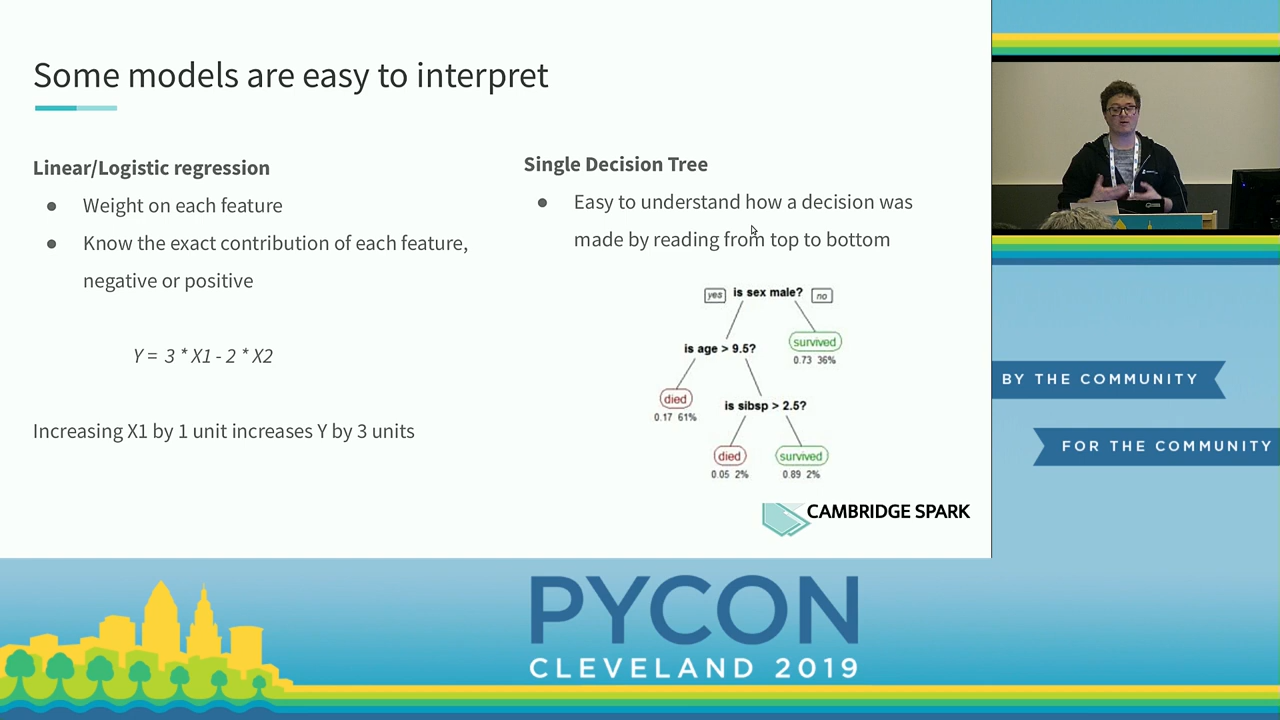 Some models are easy to interpret
Linear/Logistic regression
● Weight on each feature
● Know the exact contribution of each feature,
negative or positive
Y = 3 * X1 - 2 * X2
Increasing X1 by 1 unit increases Y by 3 units
Single Decision Tree
● Easy to understand how a decision was
made by reading from top to bottom
yes is sex male? no
is age > 9.5?
survived
0.73 36%
died
0.17 61%
is sibsp > 2.5?
died
0.05 2%
survived
0.89 2%
CAMBRIDGE SPARK
BY THE COMMUNITY
FOR THE COMMUNITY
PYCON
CLEVELAND 2019